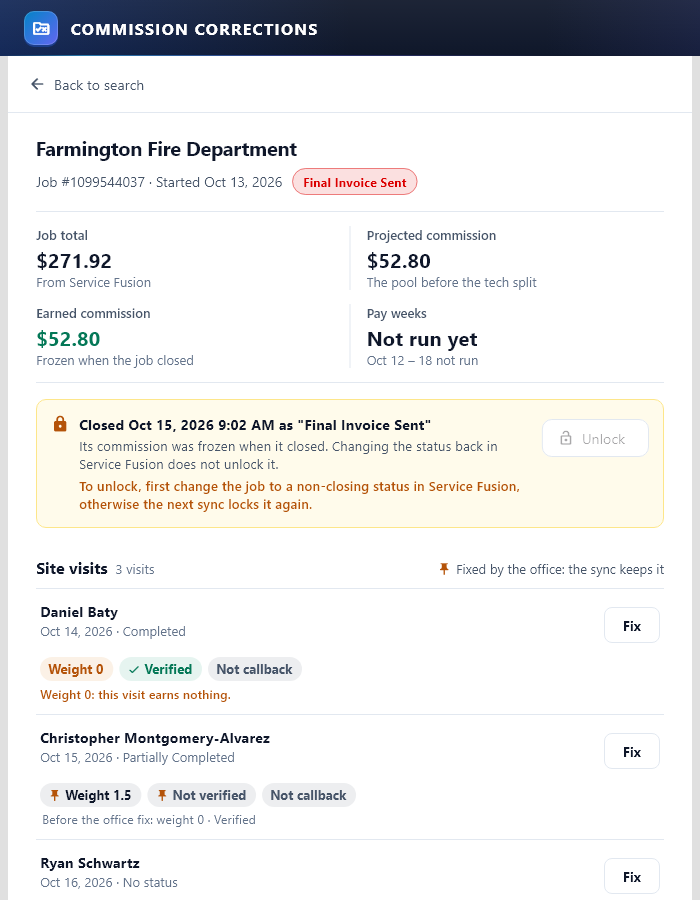 COMMISSION CORRECTIONS
Back to search
Farmington Fire Department
Job #1099544037 · Started Oct 13, 2026 Final Invoice Sent
Job total
$271.92
From Service Fusion
Projected commission
$52.80
The pool before the tech split
Earned commission
$52.80
Frozen when the job closed
Pay weeks
Not run yet
Oct 12 – 18 not run
Closed Oct 15, 2026 9:02 AM as "Final Invoice Sent"
Its commission was frozen when it closed. Changing the status back in
Service Fusion does not unlock it.
To unlock, first change the job to a non-closing status in Service Fusion,
otherwise the next sync locks it again.
Unlock
Site visits 3 visits
Fixed by the office: the sync keeps it
Daniel Baty
Oct 14, 2026 · Completed
Fix
Weight 0 Verified Not callback
Weight 0: this visit earns nothing.
Christopher Montgomery-Alvarez
Oct 15, 2026 · Partially Completed
Fix
Weight 1.5 Not verified Not callback
Before the office fix: weight 0 · Verified
Ryan Schwartz
Oct 16, 2026 · No status
Fix